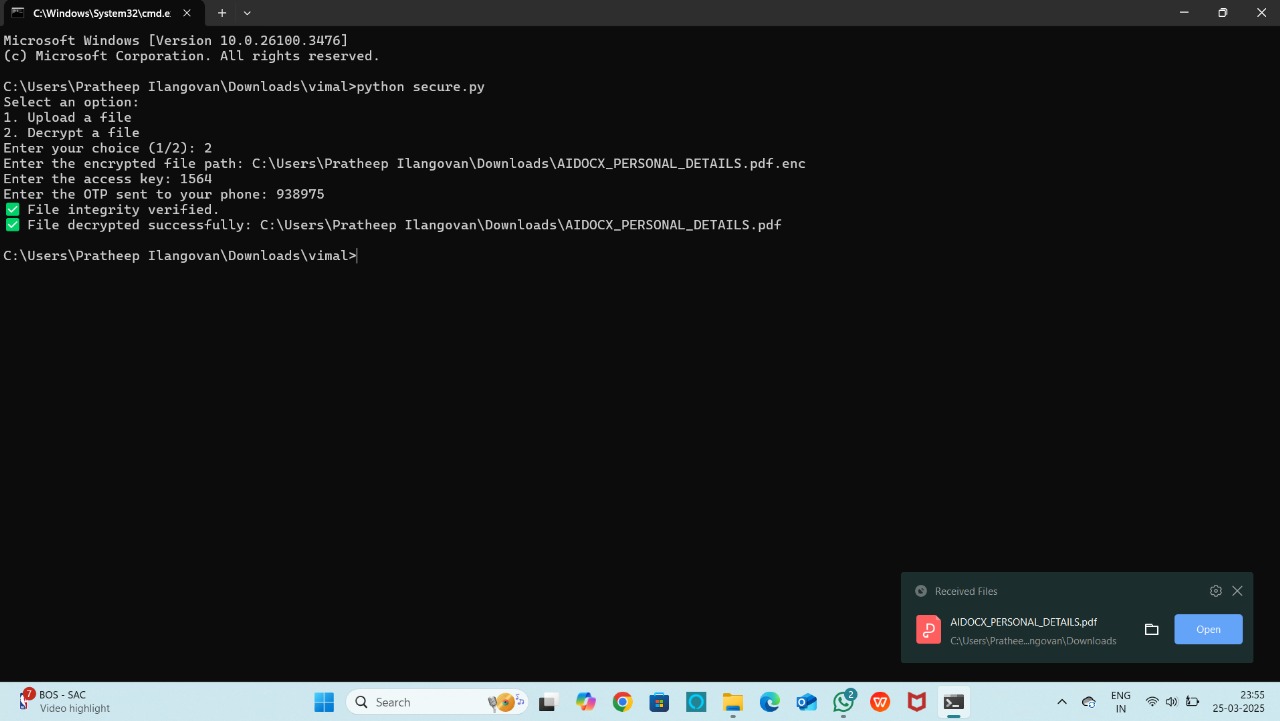 C:\Windows\System32\cmd.e
Microsoft Windows [Version 10.0.26100.3476]
(c) Microsoft Corporation. All rights reserved.
C:\Users\Pratheep Ilangovan\Downloads\vimal>python secure.py
Select an option:
1. Upload a file
2. Decrypt a file
Enter your choice (1/2): 2
Enter the encrypted file path: C:\Users\Pratheep Ilangovan\Downloads\AIDOCX_PERSONAL_DETAILS.pdf.enc
Enter the access key: 1564
Enter the OTP sent to your phone: 938975
✅ File integrity verified.
✅ File decrypted successfully: C:\Users\Pratheep Ilangovan\Downloads\AIDOCX_PERSONAL_DETAILS.pdf
C:\Users\Pratheep Ilangovan\Downloads\vimal>
Received Files
AIDOCX_PERSONAL_DETAILS.pdf
C:\Users\Prathee...ngovan\Downloads
Open
7
BOS - SAC
Video highlight
Search
2
ENG
IN
23:55
25-03-2025